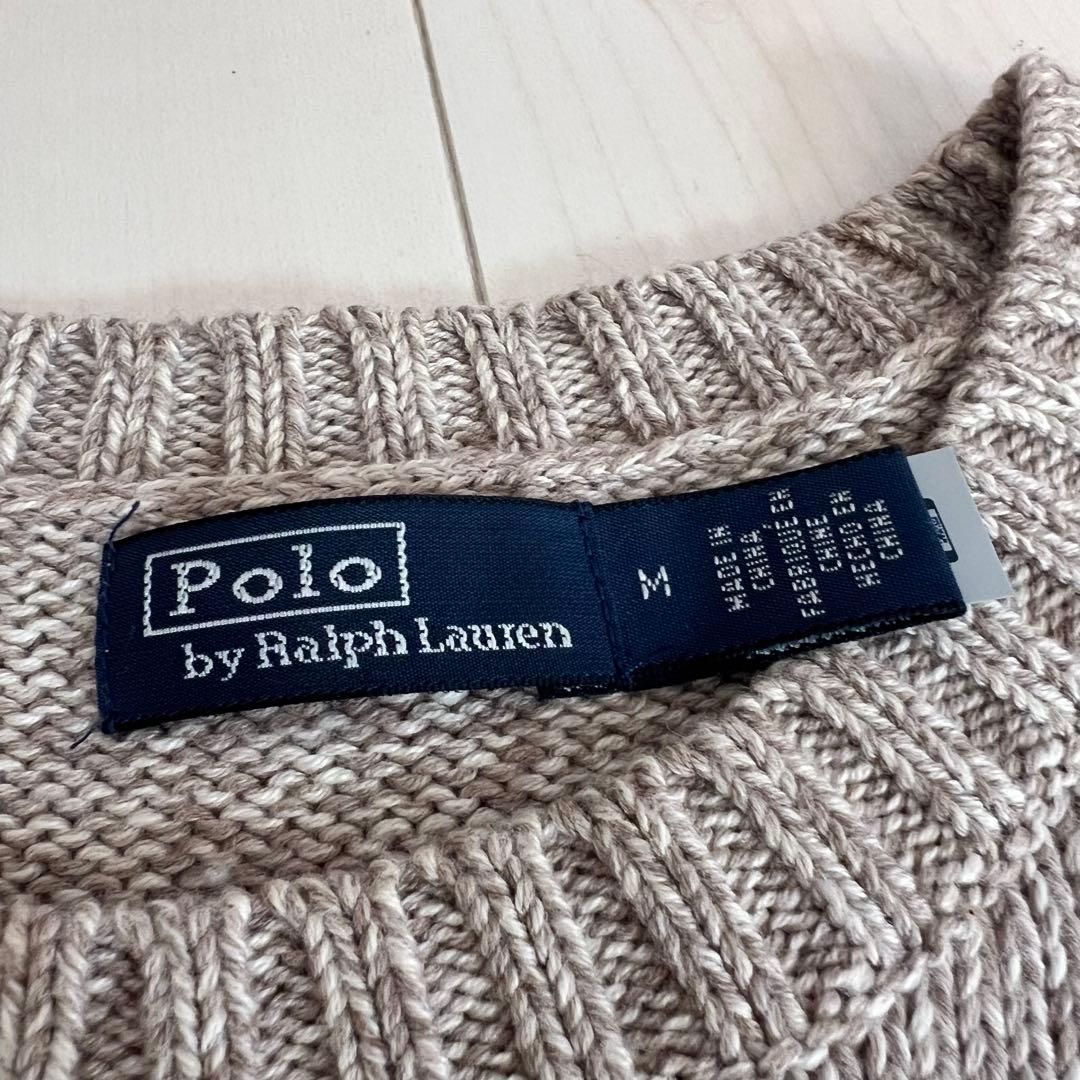 Polo
by Ralph Lauren
M
MADE IN
CHINA
FABRIQUÉ EN
CHINE
HECHO EN
CHINA